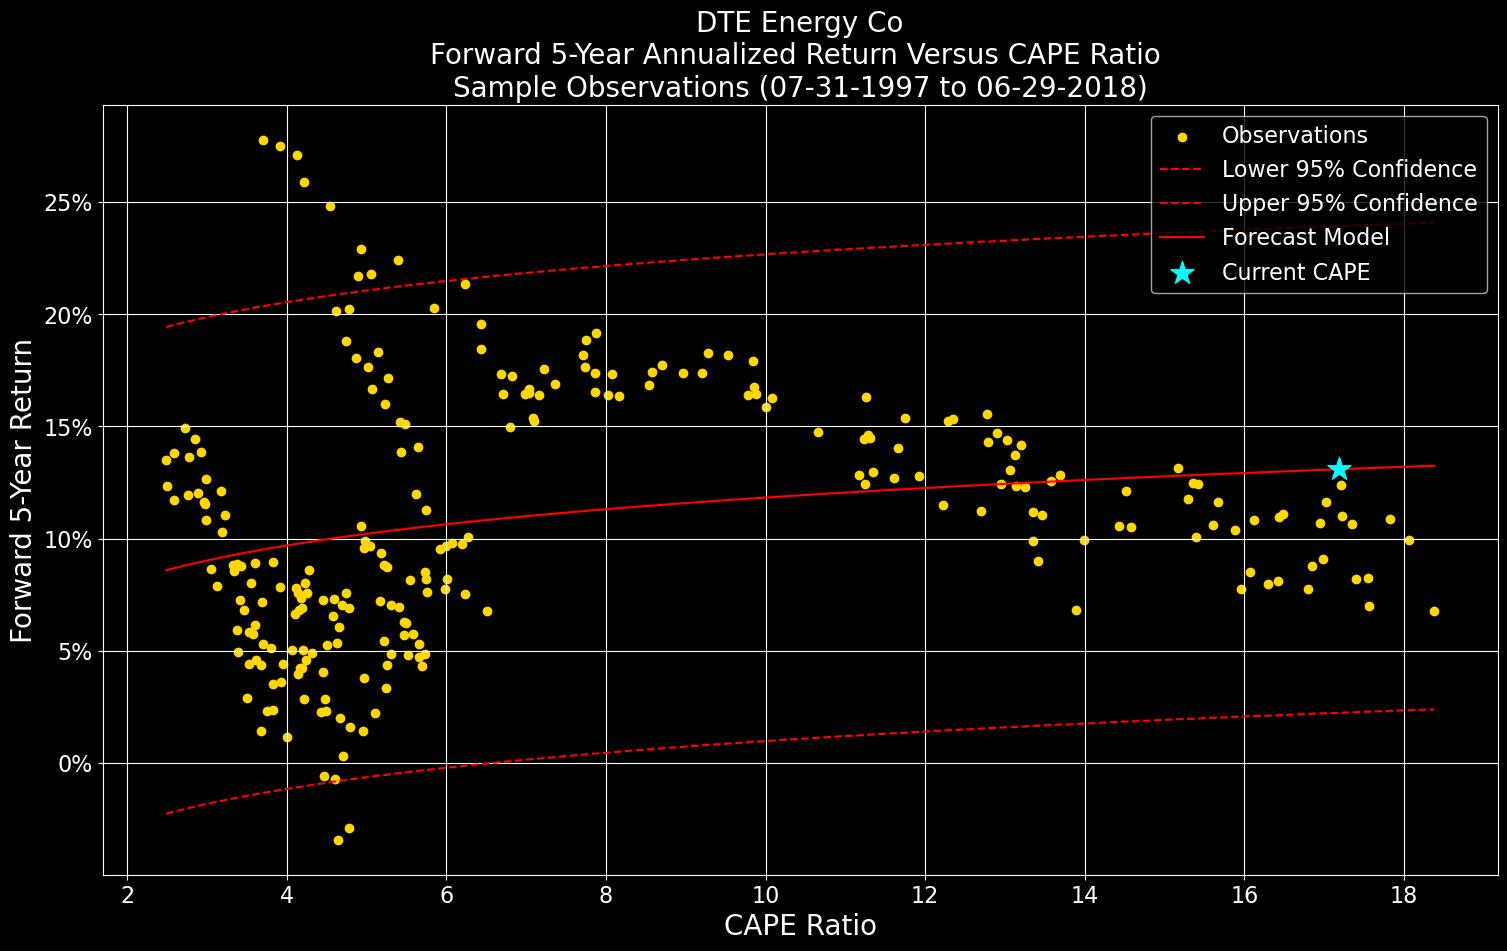 DTE Energy Co
Forward 5-Year Annualized Return Versus CAPE Ratio
Sample Observations (07-31-1997 to 06-29-2018)
Observations
Lower 95% Confidence
Upper 95% Confidence
Forecast Model
Current CAPE
Forward 5-Year Return
25%
20%
15%
10%
5%
0%
2 4 6 8 10 12 14 16 18
CAPE Ratio